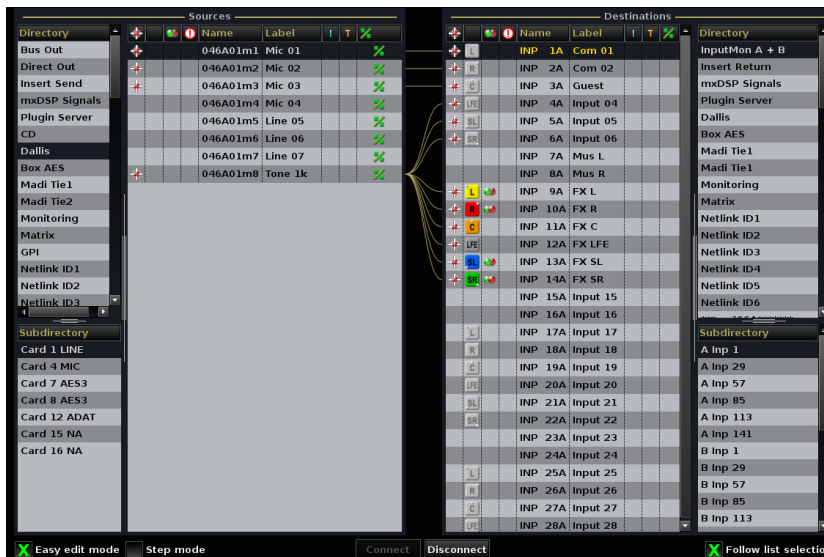 Sources
Destinations
Directory
Bus Out
Direct Out
Insert Send
mxDSP Signals
Plugin Server
CD
Dallis
Box AES
Madi Tie1
Madi Tie2
Monitoring
Matrix
GPI
Netlink ID1
Netlink ID2
Netlink ID3
Subdirectory
Card 1 LINE
Card 4 MIC
Card 7 AES3
Card 8 AES3
Card 12 ADAT
Card 15 NA
Card 16 NA
Name Label I T
046A01m1 Mic 01
046A01m2 Mic 02
046A01m3 Mic 03
046A01m4 Mic 04
046A01m5 Line 05
046A01m6 Line 06
046A01m7 Line 07
046A01m8 Tone 1k
Name Label I T
L INP 1A Com 01
R INP 2A Com 02
C INP 3A Guest
LFE INP 4A Input 04
SL INP 5A Input 05
SR INP 6A Input 06
INP 7A Mus L
INP 8A Mus R
L INP 9A FX L
R INP 10A FX R
C INP 11A FX C
LFE INP 12A FX LFE
SL INP 13A FX SL
SR INP 14A FX SR
INP 15A Input 15
INP 16A Input 16
L INP 17A Input 17
R INP 18A Input 18
C INP 19A Input 19
LFE INP 20A Input 20
SL INP 21A Input 21
SR INP 22A Input 22
INP 23A Input 23
INP 24A Input 24
L INP 25A Input 25
R INP 26A Input 26
C INP 27A Input 27
LFE INP 28A Input 28
Directory
InputMon A + B
Insert Return
mxDSP Signals
Plugin Server
Dallis
Box AES
Madi Tie1
Madi Tie1
Monitoring
Matrix
Netlink ID1
Netlink ID2
Netlink ID3
Netlink ID4
Netlink ID5
Netlink ID6
Subdirectory
A Inp 1
A Inp 29
A Inp 57
A Inp 85
A Inp 113
A Inp 141
B Inp 1
B Inp 29
B Inp 57
B Inp 85
B Inp 113
X Easy edit mode Step mode Connect Disconnect X Follow list selectio